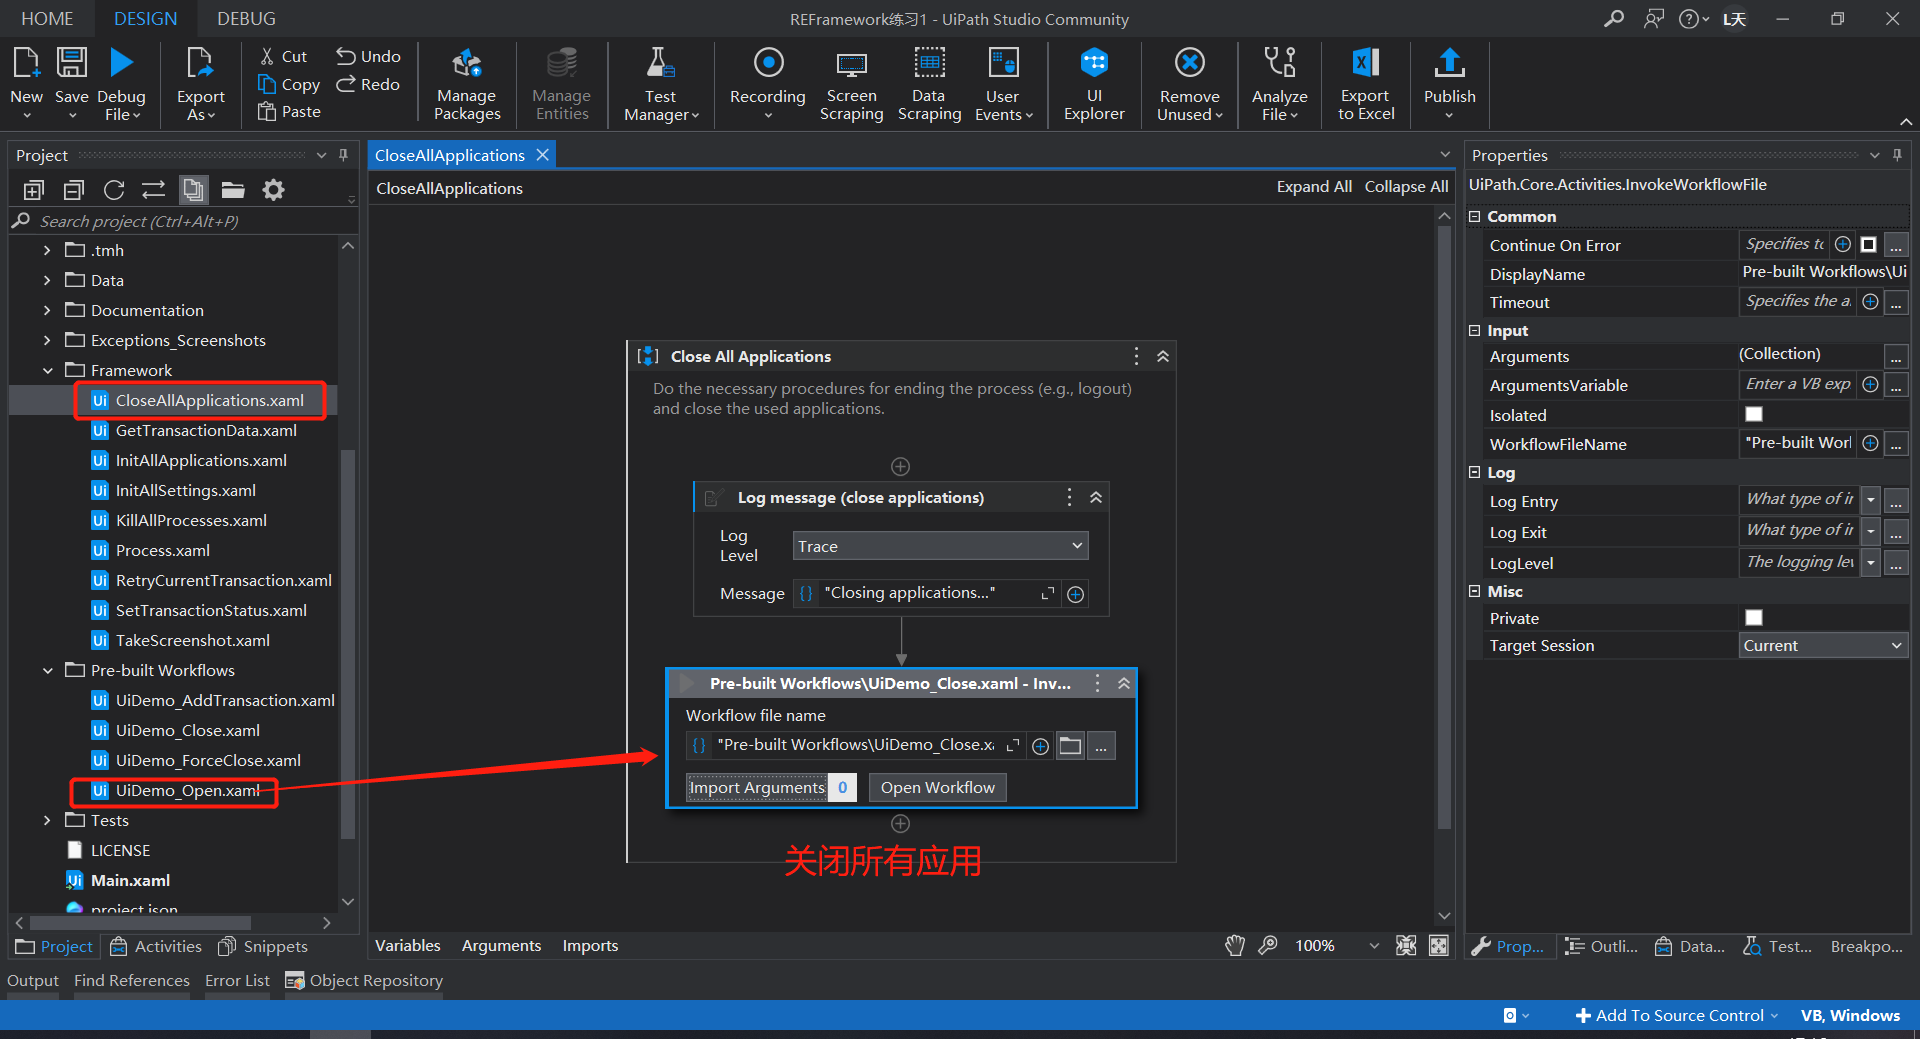 HOME
DESIGN
DEBUG
REFramework练习1 - UiPath Studio Community
L天
New
Save
Debug
File
Export
As
Cut
Copy
Paste
Undo
Redo
Manage
Packages
Manage
Entities
Test
Manager
Recording
Screen
Scraping
Data
Scraping
User
Events
UI
Explorer
Remove
Unused
Analyze
File
Export
to Excel
Publish
Project
Search project (Ctrl+Alt+P)
.tmh
Data
Documentation
Exceptions_Screenshots
Framework
CloseAllApplications.xaml
GetTransactionData.xaml
InitAllApplications.xaml
InitAllSettings.xaml
KillAllProcesses.xaml
Process.xaml
RetryCurrentTransaction.xaml
SetTransactionStatus.xaml
TakeScreenshot.xaml
Pre-built Workflows
UiDemo_AddTransaction.xaml
UiDemo_Close.xaml
UiDemo_ForceClose.xaml
UiDemo_Open.xaml
Tests
LICENSE
Main.xaml
project.json
Project
Activities
Snippets
CloseAllApplications
CloseAllApplications
Expand All
Collapse All
Close All Applications
Do the necessary procedures for ending the process (e.g., logout)
and close the used applications.
Log message (close applications)
Log
Level
Trace
Message
"Closing applications..."
Pre-built Workflows\UiDemo_Close.xaml - Inv...
Workflow file name
"Pre-built Workflows\UiDemo_Close.xa
...
Import Arguments
0
Open Workflow
关闭所有应用
Variables
Arguments
Imports
100%
Properties
UiPath.Core.Activities.InvokeWorkflowFile
Common
Continue On Error
Specifies to
...
DisplayName
Pre-built Workflows\Ui
Timeout
Specifies the a
...
Input
Arguments
(Collection)
...
ArgumentsVariable
Enter a VB exp
...
Isolated
WorkflowFileName
"Pre-built Worl
...
Log
Log Entry
What type of in
...
Log Exit
What type of in
...
LogLevel
The logging lev
...
Misc
Private
Target Session
Current
Prop...
Outli...
Data...
Test...
Breakpo...
Output
Find References
Error List
Object Repository
Add To Source Control
VB, Windows